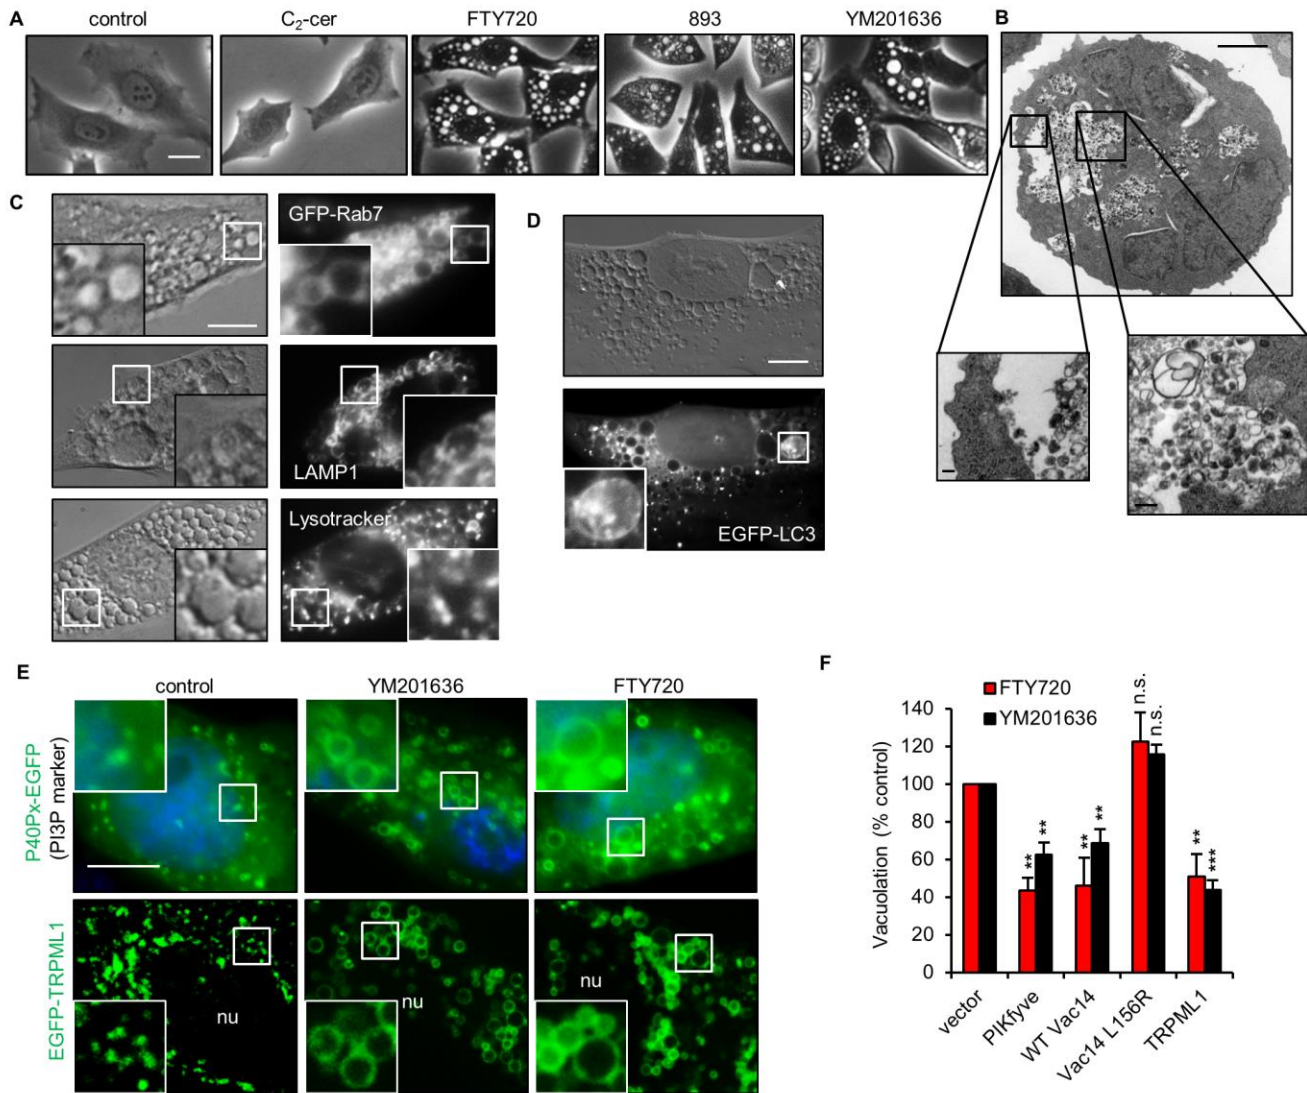 A
control
C₂-cer
FTY720
893
YM201636
B
C
GFP-Rab7
LAMP1
Lysotracker
D
EGFP-LC3
E
control
YM201636
FTY720
P40Px-EGFP
(PI3P marker)
EGFP-TRPML1
nu
nu
nu
F
FTY720
YM201636
Vacuolation (% control)
140
120
100
80
60
40
20
0
**
**
**
**
n.s.
n.s.
**
***
vector
PIKfyve
WT Vac14
Vac14 L156R
TRPML1